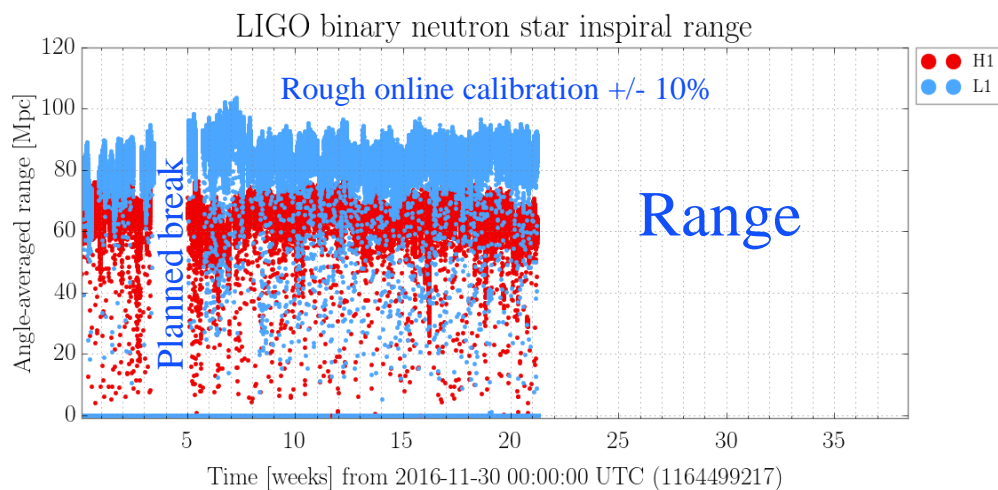 LIGO binary neutron star inspiral range
120
100
80
60
40
20
0
Angle-averaged range [Mpc]
Rough online calibration +/- 10%
Planned break
Range
H1
L1
5 10 15 20 25 30 35
Time [weeks] from 2016-11-30 00:00:00 UTC (1164499217)